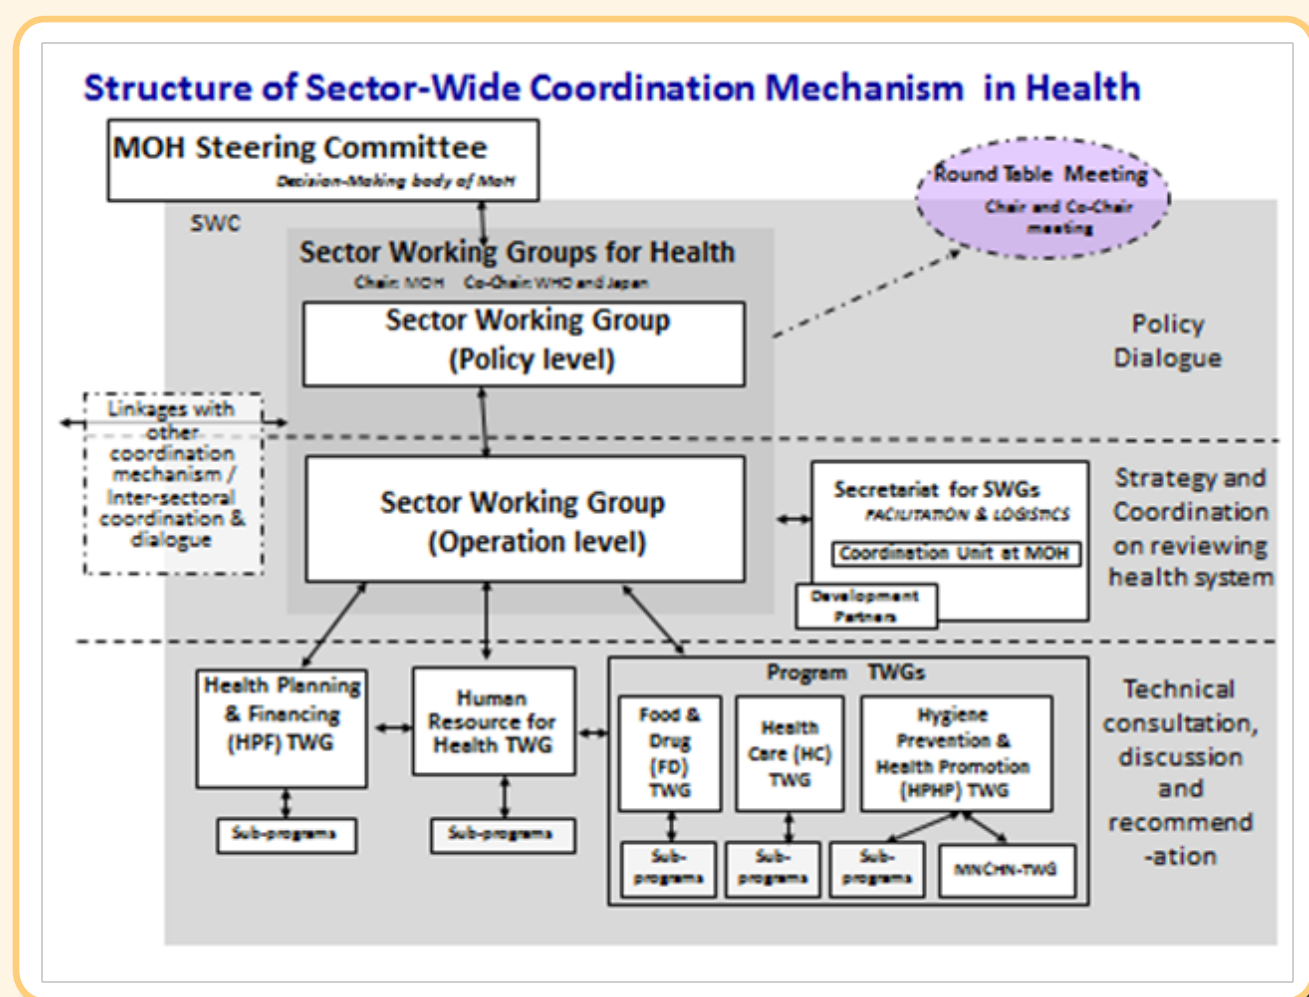 Structure of Sector-Wide Coordination Mechanism in Health
MOH Steering Committee
Decision-Making body of MoH
Round Table Meeting
Chair and Co-Chair
meeting
SWC
Sector Working Groups for Health
Chair: MOH Co-Chair: WHO and Japan
Sector Working Group
(Policy level)
Policy
Dialogue
Linkages with
other
coordination
mechanism /
Inter-sectoral
coordination &
dialogue
Sector Working Group
(Operation level)
Secretariat for SWGs
FACILITATION & LOGISTICS
Coordination Unit at MOH
Development
Partners
Strategy and
Coordination
on reviewing
health system
Health Planning
& Financing
(HPF) TWG
Sub-programs
Human
Resource for
Health TWG
Sub-programs
Program TWGs
Food &
Drug
(FD)
TWG
Sub-
programs
Health
Care (HC)
TWG
Sub-
programs
Hygiene
Prevention &
Health Promotion
(HPHP) TWG
Sub-
programs
MNCHN-TWG
Technical
consultation,
discussion
and
recommend
-ation